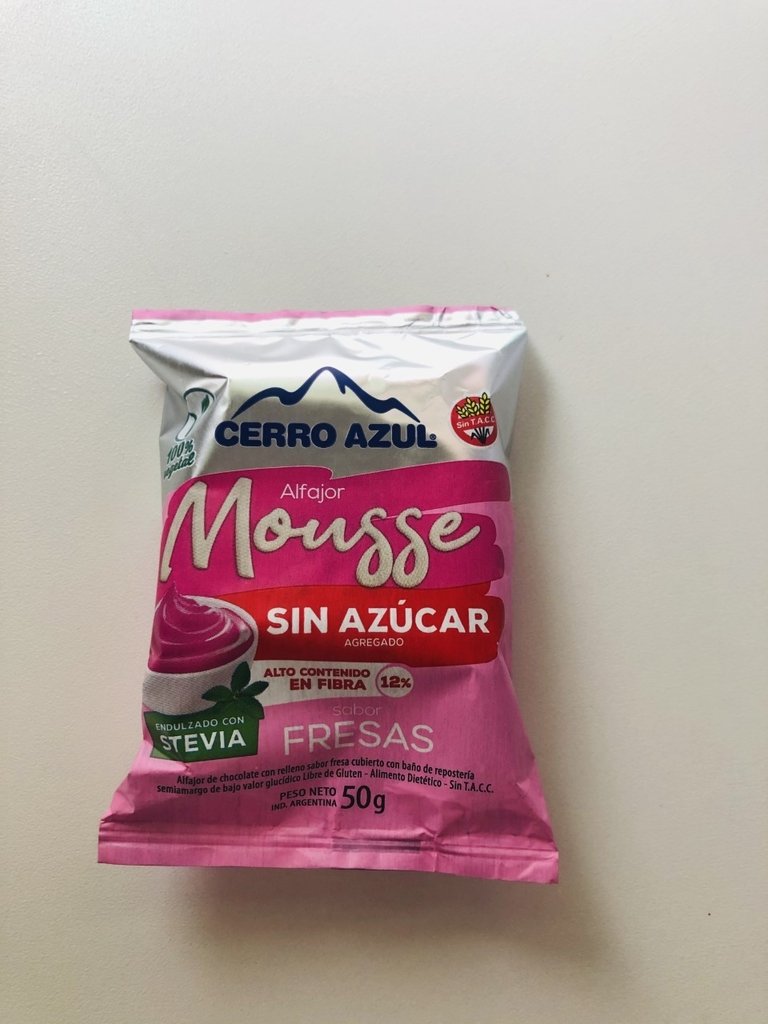 CERRO AZUL
Sin T.A.C.C.
100%
vegetal
Alfajor
Mousse
SIN AZÚCAR
AGREGADO
ALTO CONTENIDO
EN FIBRA 12%
ENDULZADO CON
STEVIA
sabor
FRESAS
Alfajor de chocolate con relleno sabor fresa cubierto con baño de repostería
semiamargo de bajo valor glucídico Libre de Gluten - Alimento Dietético - Sin T.A.C.C.
PESO NETO 50g
IND. ARGENTINA